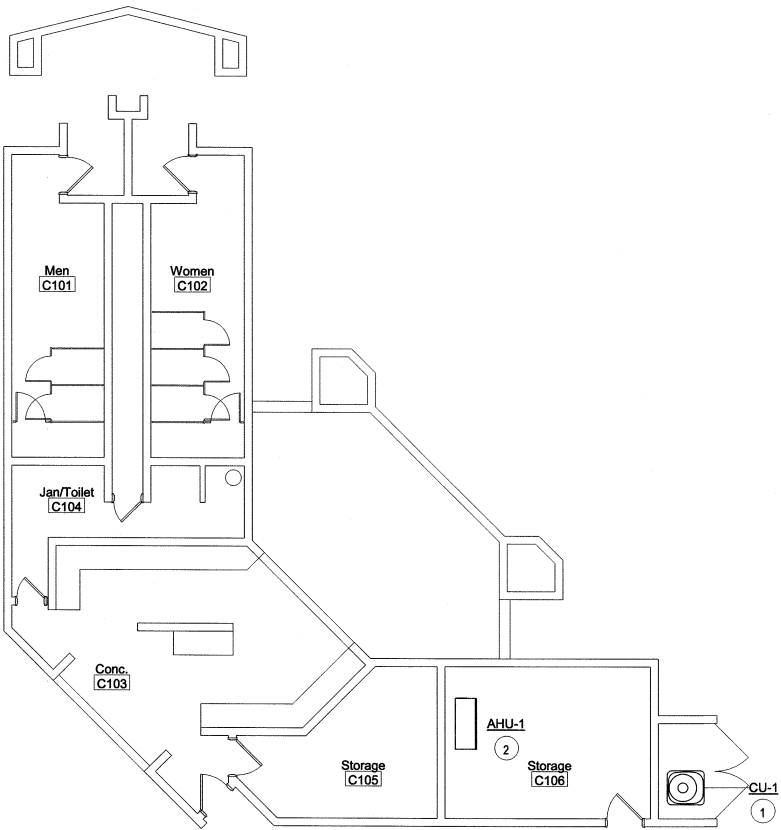 Men
C101
Women
C102
Jan/Toilet
C104
Conc.
C103
AHU-1
2
Storage
C105
Storage
C106
CU-1
1